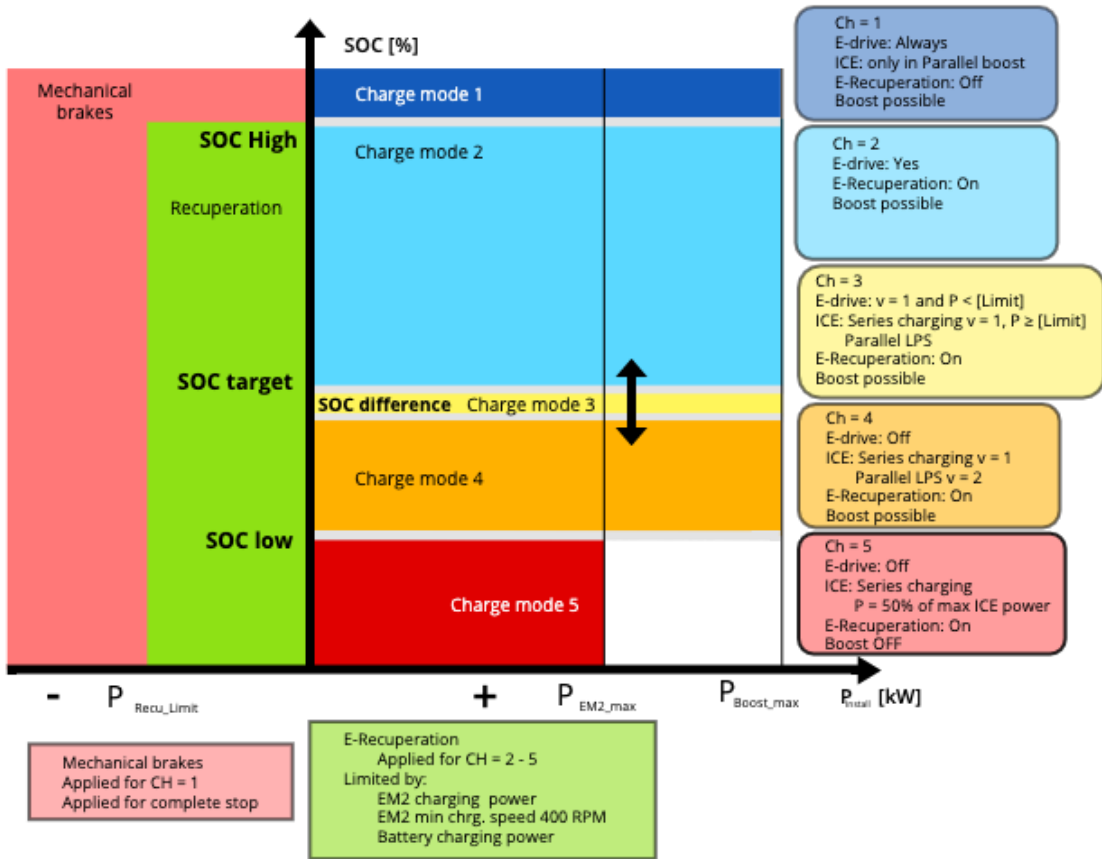 SOC [%]
Mechanical
brakes
Charge mode 1
SOC High
Charge mode 2
Recuperation
SOC target
SOC difference Charge mode 3
Charge mode 4
SOC low
Charge mode 5
- P Recu_Limit + P EM2_max P Boost_max P install [kW]
Ch = 1
E-drive: Always
ICE: only in Parallel boost
E-Recuperation: Off
Boost possible
Ch = 2
E-drive: Yes
E-Recuperation: On
Boost possible
Ch = 3
E-drive: v = 1 and P < [Limit]
ICE: Series charging v = 1, P ≥ [Limit]
Parallel LPS
E-Recuperation: On
Boost possible
Ch = 4
E-drive: Off
ICE: Series charging v = 1
Parallel LPS v = 2
E-Recuperation: On
Boost possible
Ch = 5
E-drive: Off
ICE: Series charging
P = 50% of max ICE power
E-Recuperation: On
Boost OFF
Mechanical brakes
Applied for CH = 1
Applied for complete stop
E-Recuperation
Applied for CH = 2 - 5
Limited by:
EM2 charging power
EM2 min chrg. speed 400 RPM
Battery charging power